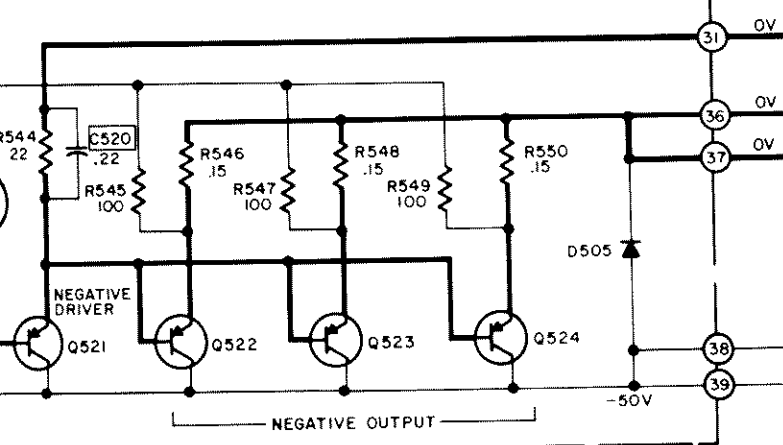 31
0V
36
0V
37
0V
R544
22
C520
.22
R545
100
R546
.15
R547
100
R548
.15
R549
100
R550
.15
D505
NEGATIVE
DRIVER
Q521
Q522
Q523
Q524
38
39
-50V
NEGATIVE OUTPUT